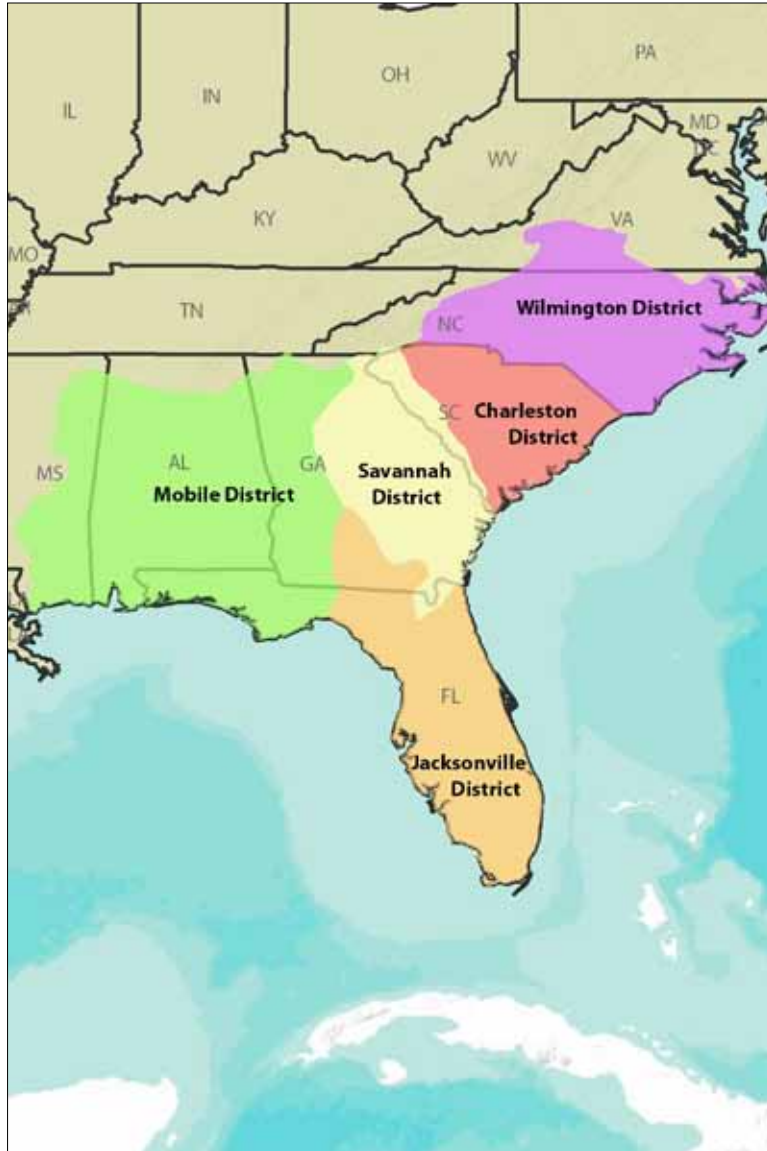 PA
OH
IN
IL
MD
DC
WV
VA
KY
MO
TN
Wilmington District
NC
Charleston
District
SC
MS
AL
GA
Savannah
District
Mobile District
FL
Jacksonville
District